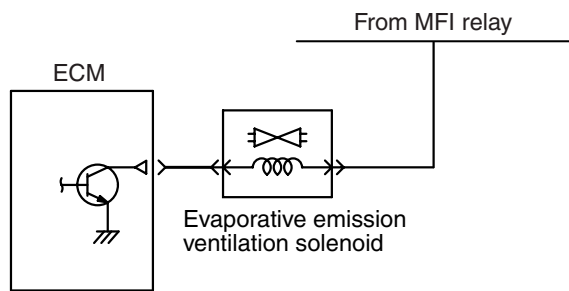 From MFI relay
ECM
Evaporative emission
ventilation solenoid